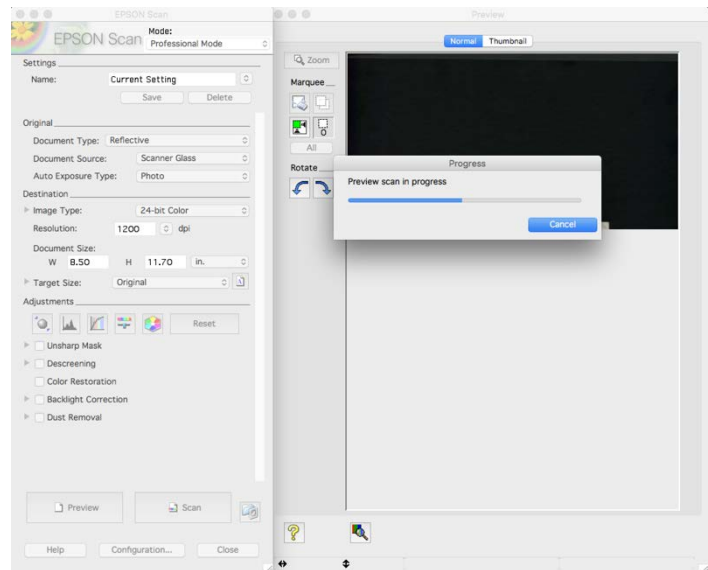 EPSON Scan
EPSON Scan
Mode:
Professional Mode
Settings
Name: Current Setting
Save Delete
Original
Document Type: Reflective
Document Source: Scanner Glass
Auto Exposure Type: Photo
Destination
Image Type: 24-bit Color
Resolution: 1200 dpi
Document Size:
W 8.50 H 11.70 in.
Target Size: Original
Adjustments
Reset
Unsharp Mask
Descreening
Color Restoration
Backlight Correction
Dust Removal
Preview Scan
Help Configuration... Close
Preview
Normal Thumbnail
Zoom
Marquee
0
All
Rotate
Progress
Preview scan in progress
Cancel
?